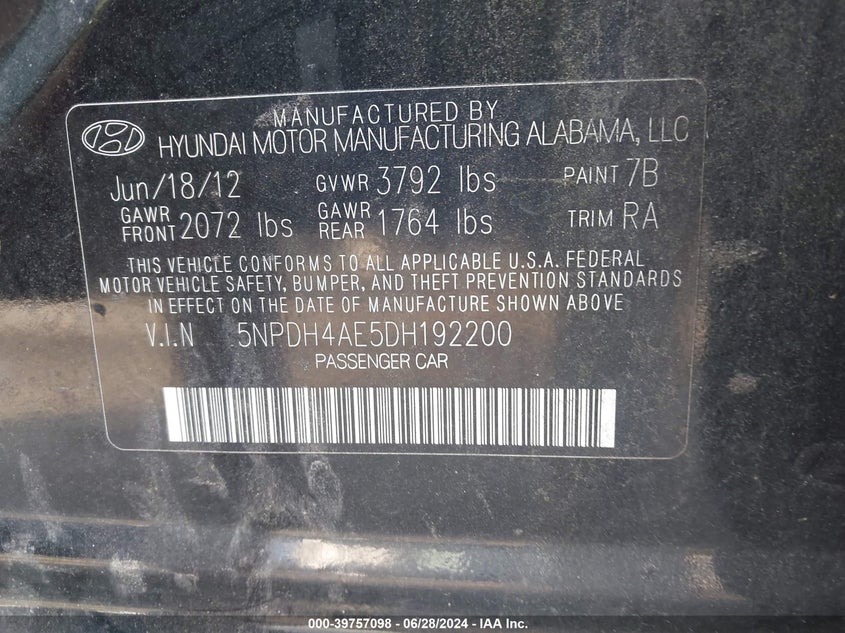 MANUFACTURED BY
HYUNDAI MOTOR MANUFACTURING ALABAMA, LLC
Jun/18/12 GVWR 3792 lbs PAINT 7B
GAWR FRONT 2072 lbs GAWR REAR 1764 lbs TRIM RA
THIS VEHICLE CONFORMS TO ALL APPLICABLE U.S.A. FEDERAL
MOTOR VEHICLE SAFETY, BUMPER, AND THEFT PREVENTION STANDARDS
IN EFFECT ON THE DATE OF MANUFACTURE SHOWN ABOVE
V.I.N 5NPDH4AE5DH192200
PASSENGER CAR
000-39757098 - 06/28/2024 - IAA Inc.